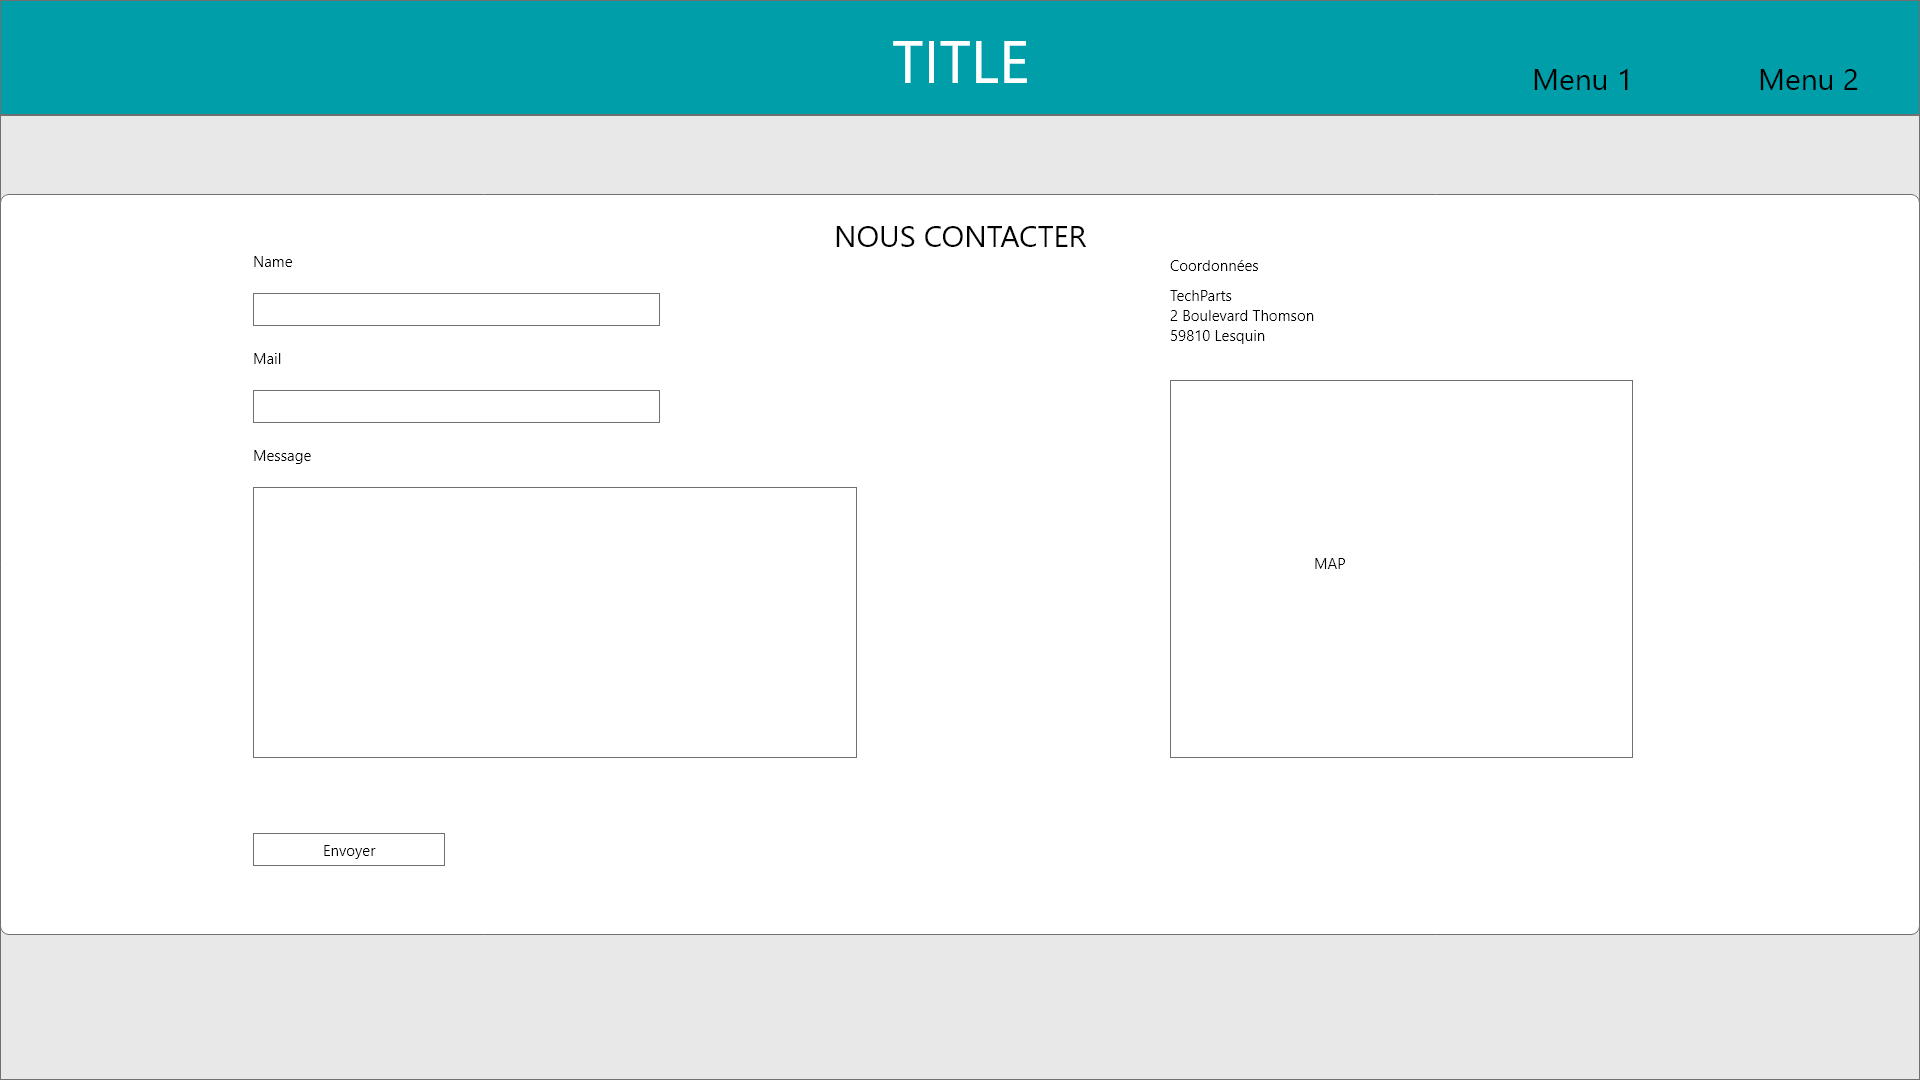 TITLE
Menu 1
Menu 2
NOUS CONTACTER
Name
Mail
Message
Envoyer
Coordonnées
TechParts
2 Boulevard Thomson
59810 Lesquin
MAP